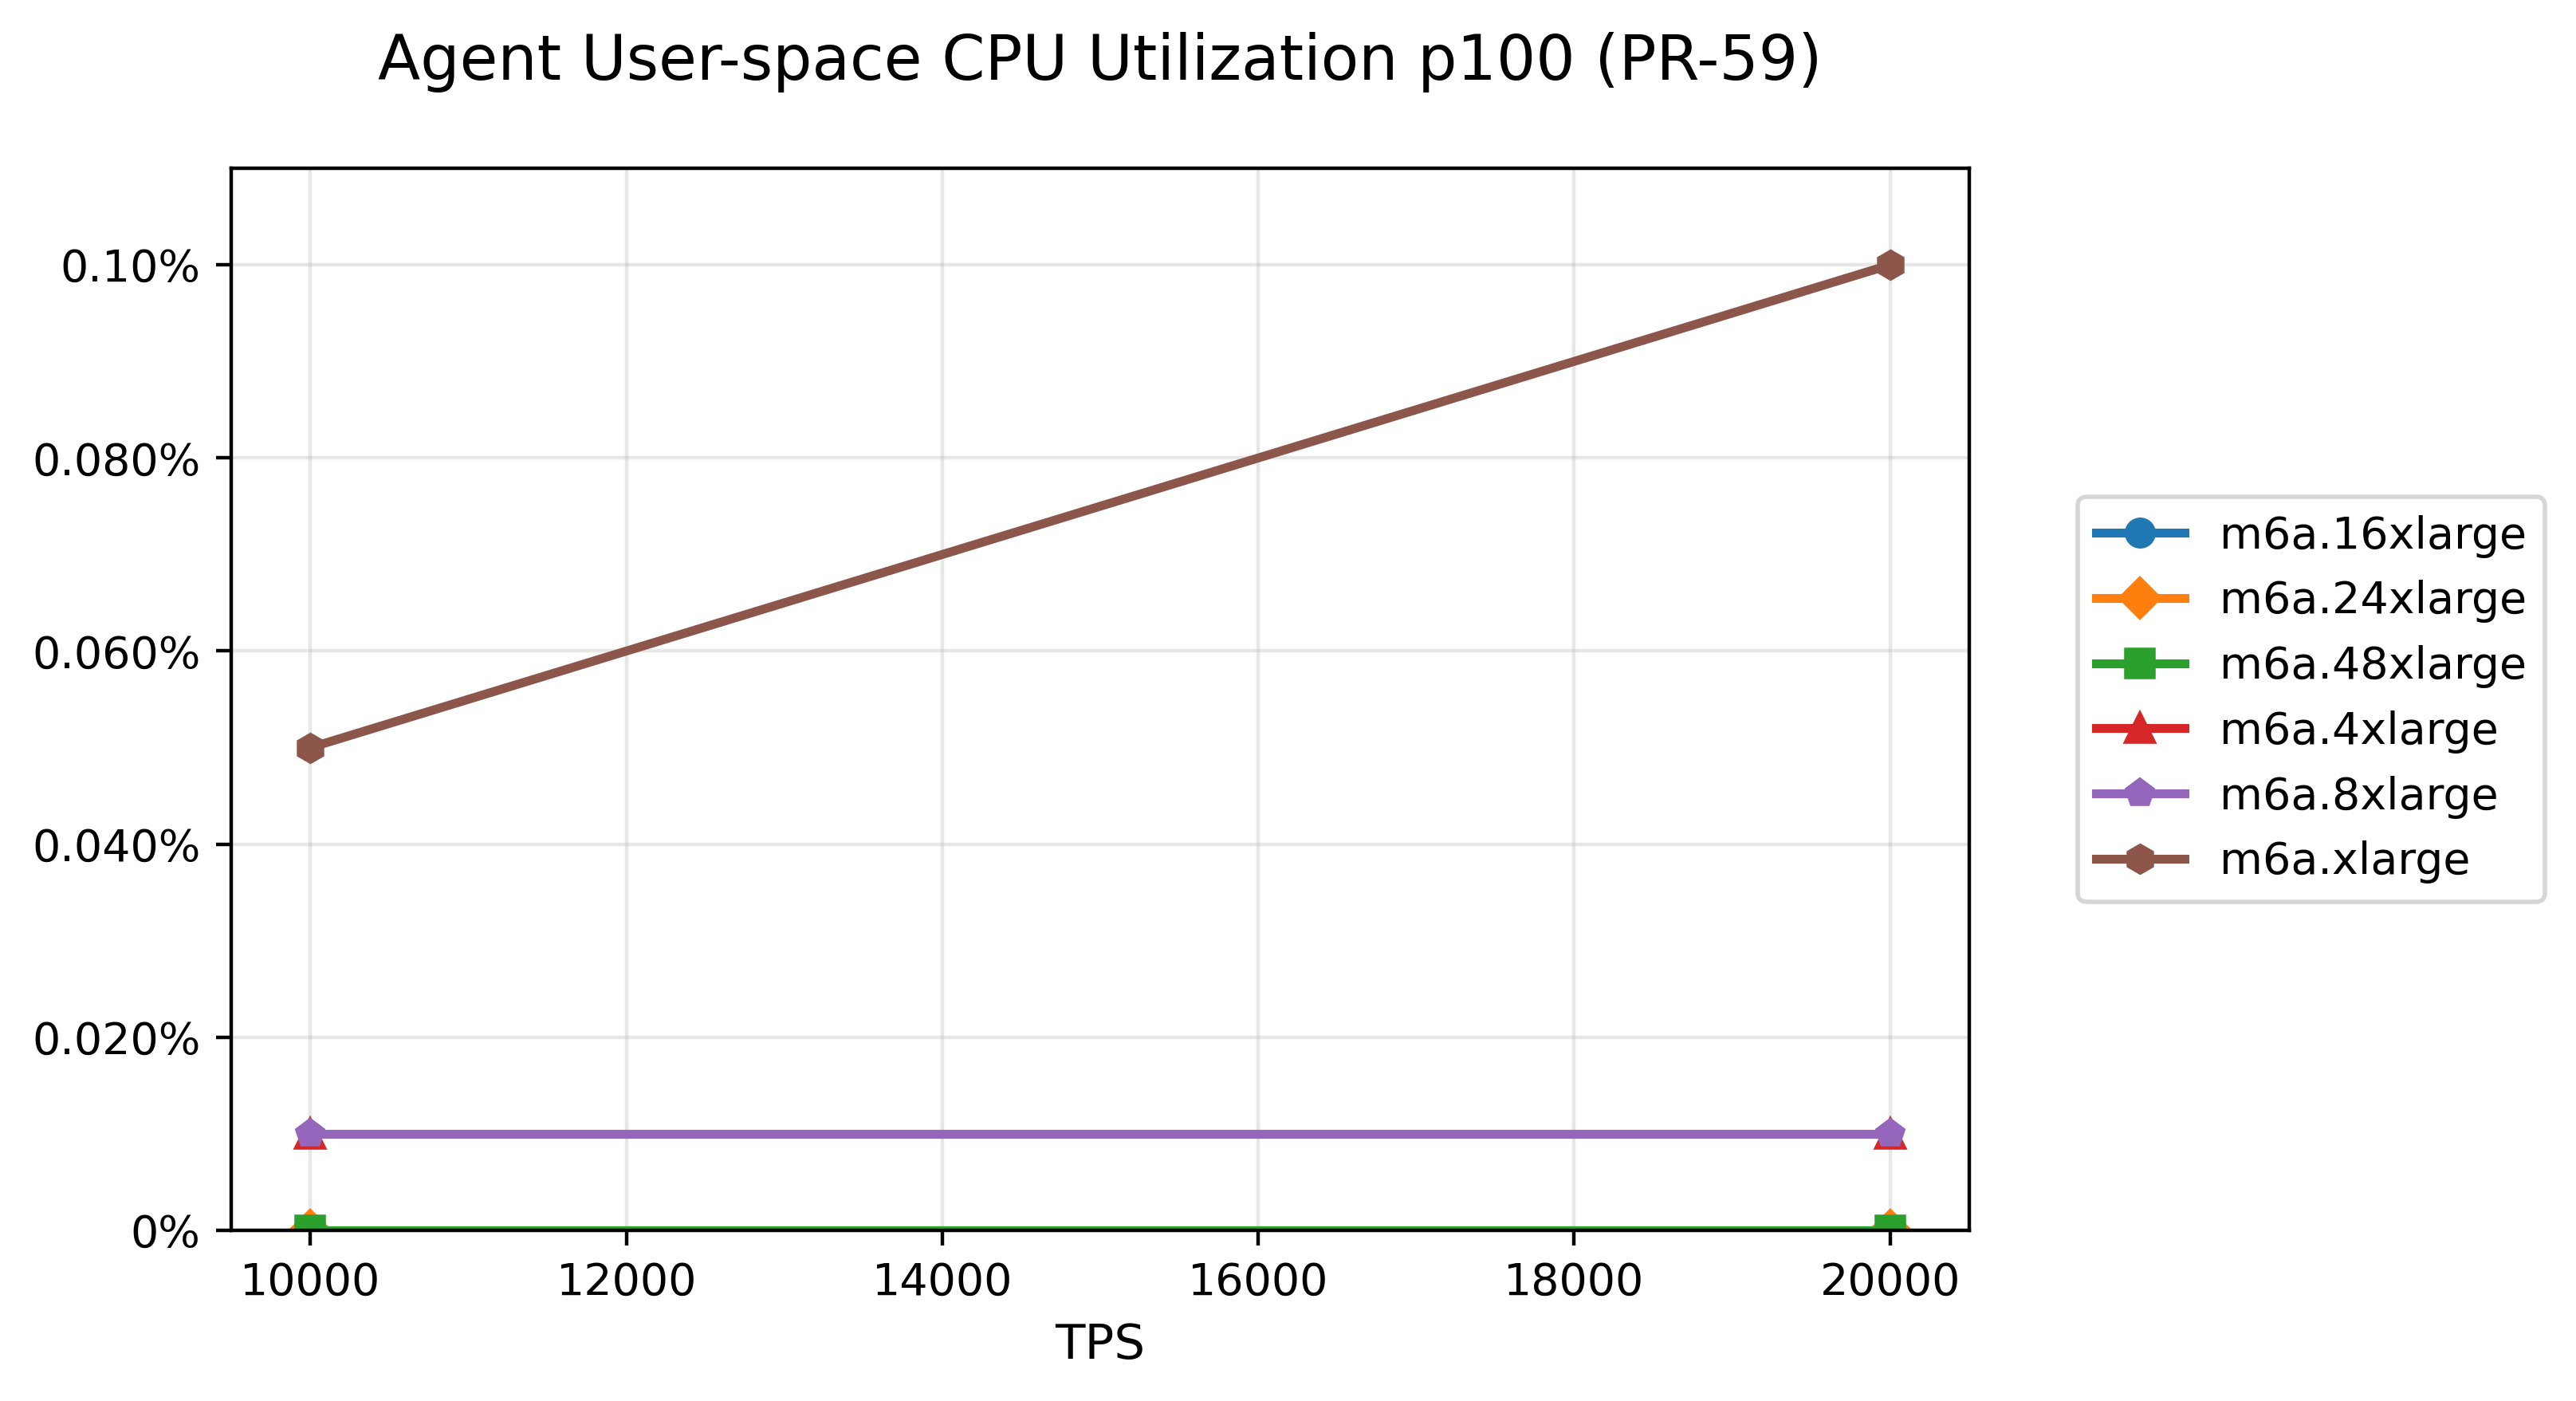 Agent User-space CPU Utilization p100 (PR-59)
0.10%
0.080%
0.060%
0.040%
0.020%
0%
10000 12000 14000 16000 18000 20000
TPS
m6a.16xlarge
m6a.24xlarge
m6a.48xlarge
m6a.4xlarge
m6a.8xlarge
m6a.xlarge